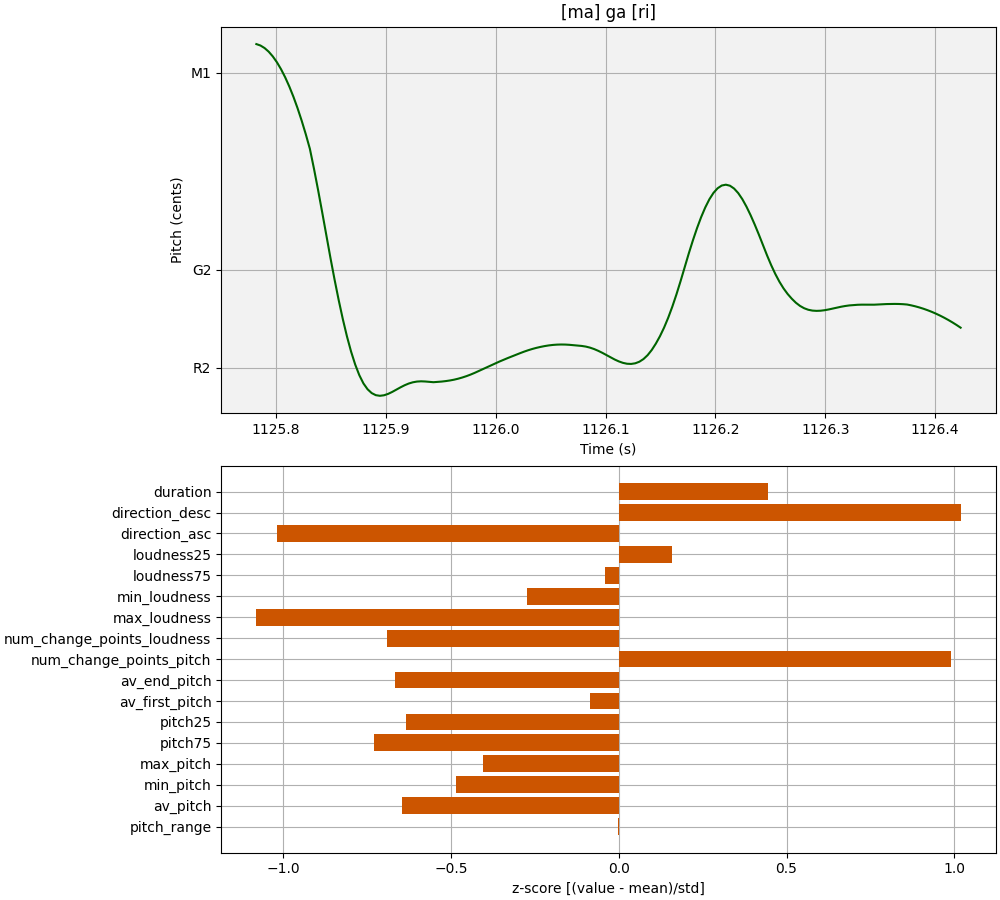 [ma] ga [ri]
Pitch (cents)
M1
G2
R2
1125.8 1125.9 1126.0 1126.1 1126.2 1126.3 1126.4
Time (s)
duration
direction_desc
direction_asc
loudness25
loudness75
min_loudness
max_loudness
num_change_points_loudness
num_change_points_pitch
av_end_pitch
av_first_pitch
pitch25
pitch75
max_pitch
min_pitch
av_pitch
pitch_range
−1.0 −0.5 0.0 0.5 1.0
z-score [(value - mean)/std]